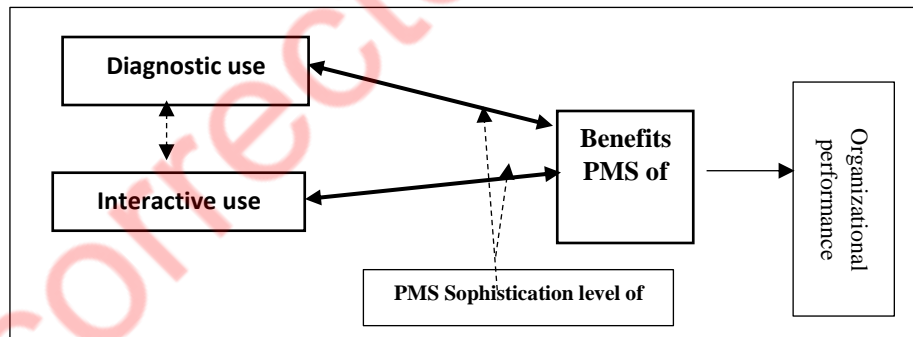 Diagnostic use
Interactive use
Benefits
PMS of
Organizational
performance
PMS Sophistication level of